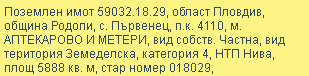 Поземлен имот 59032.18.29, област Пловдив,
община Родопи, с. Първенец, п.к. 4110, м.
АПТЕКАРОВО И МЕТЕРИ, вид собств. Частна, вид
територия Земеделска, категория 4, НТП Нива,
площ 5888 кв. м, стар номер 018029,